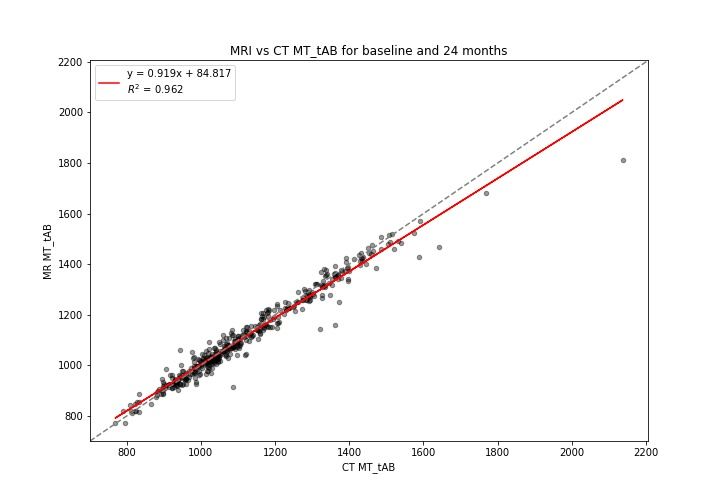 MRI vs CT MT_tAB for baseline and 24 months
y = 0.919x + 84.817
R² = 0.962
2200
2000
1800
1600
1400
1200
1000
800
MR MT_tAB
800 1000 1200 1400 1600 1800 2000 2200
CT MT_tAB